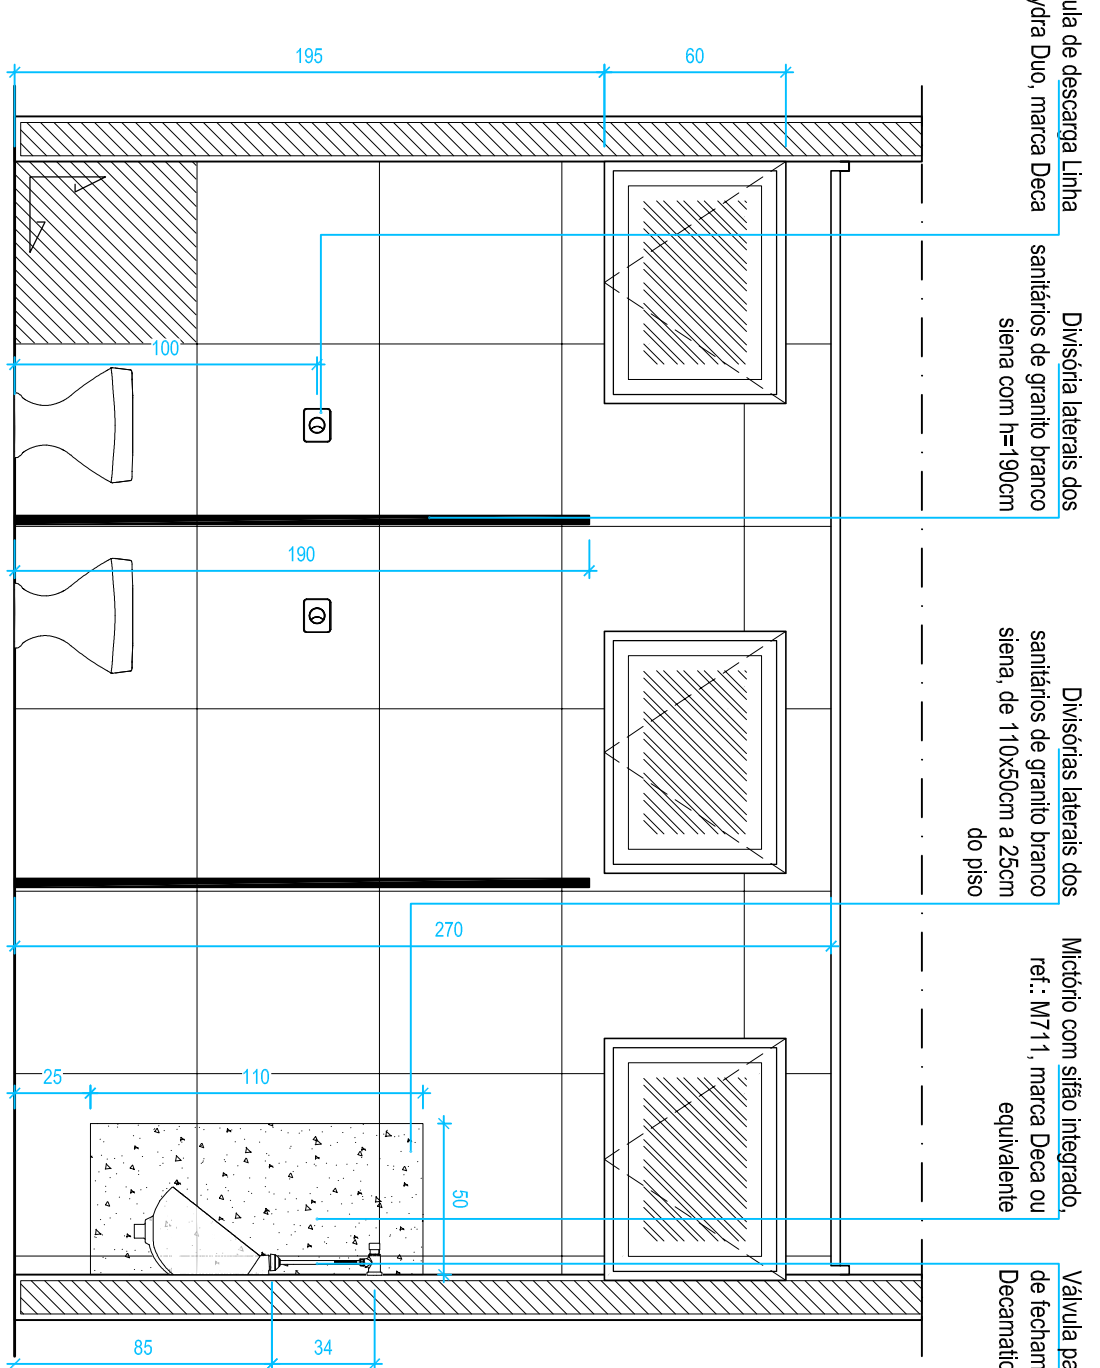 ula de descarga Linha
ydra Duo, marca Deca
Divisória laterais dos
sanitários de granito branco
siena com h=190cm
Divisórias laterais dos
sanitários de granito branco
siena, de 110x50cm a 25cm
do piso
Mictório com sifão integrado,
ref.: M711, marca Deca ou
equivalente
Válvula pa
de fecham
Decamatic
195
60
100
190
270
25
110
50
85
34